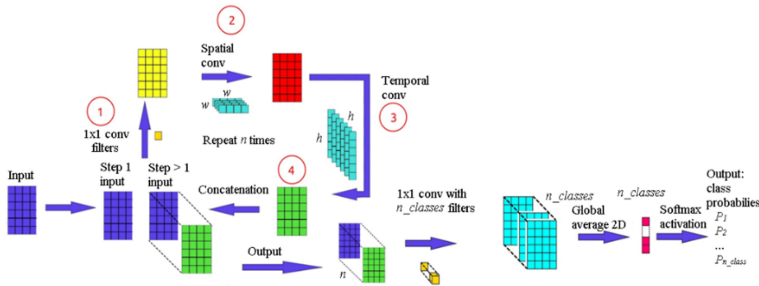 2
Spatial
conv
w
w
Repeat n times
Temporal
conv
3
h
h
1
1x1 conv
filters
Input
Step 1
input
Step > 1
input
Concatenation
4
Output
n
1x1 conv with
n_classes filters
n_classes
Global
average 2D
n_classes
Softmax
activation
Output:
class
probabilies
P1
P2
...
Pn_class